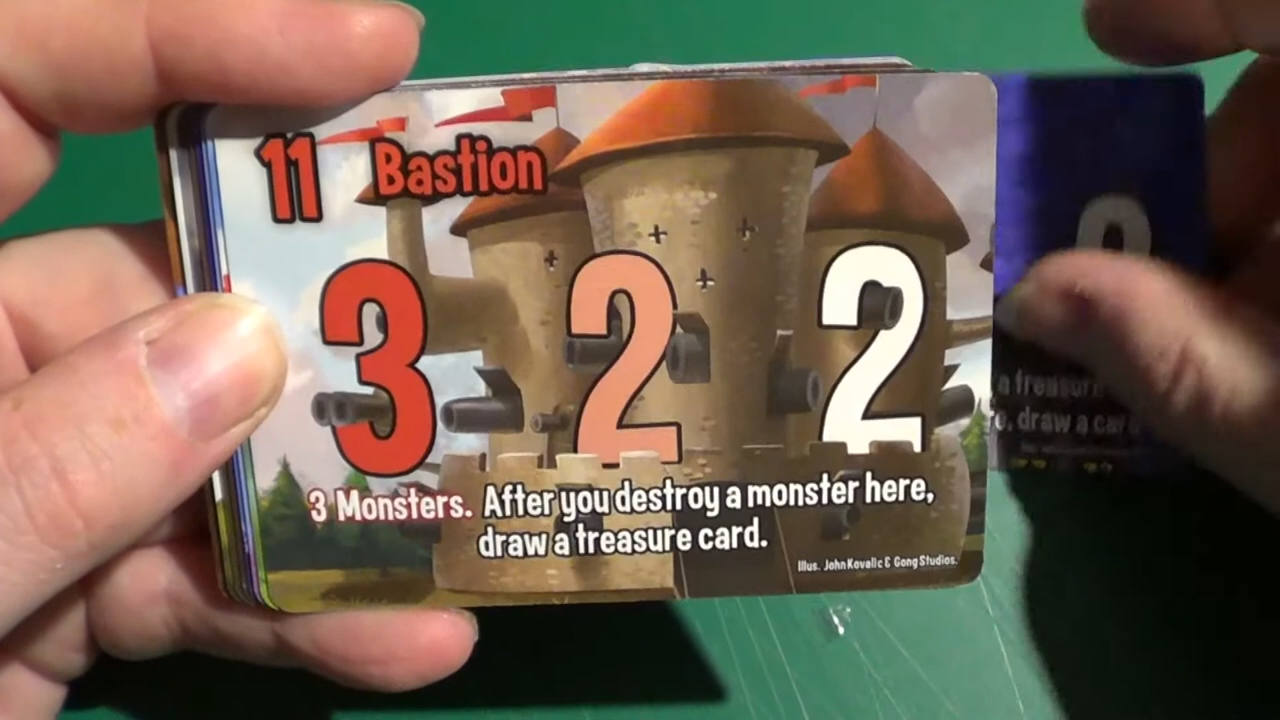 11 Bastion
3 2 2
3 Monsters. After you destroy a monster here,
draw a treasure card.
Illus. John Kovalic & Gong Studios.
a treasure
draw a card